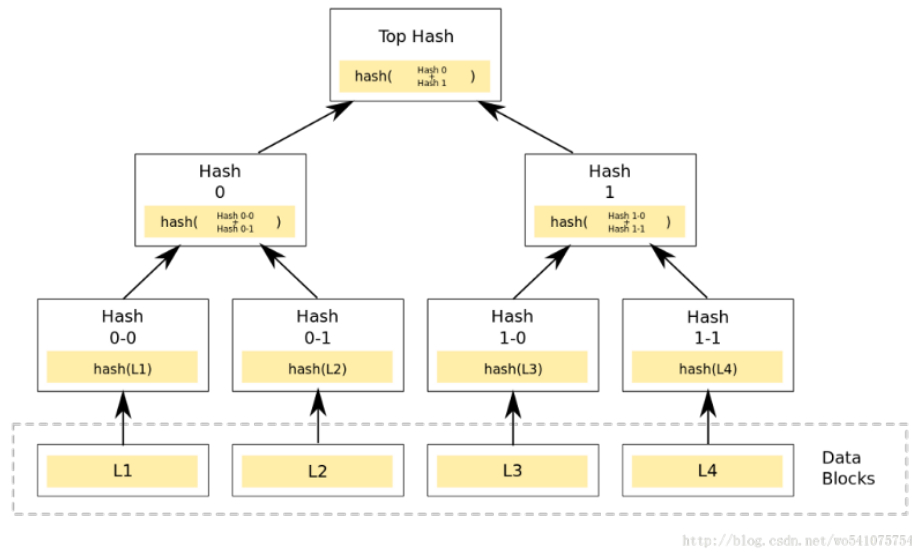 Top Hash
hash( Hash 0 + Hash 1 )
Hash
0
hash( Hash 0-0 + Hash 0-1 )
Hash
1
hash( Hash 1-0 + Hash 1-1 )
Hash
0-0
hash(L1)
Hash
0-1
hash(L2)
Hash
1-0
hash(L3)
Hash
1-1
hash(L4)
L1
L2
L3
L4
Data
Blocks
http://blog.csdn.net/wo541075754